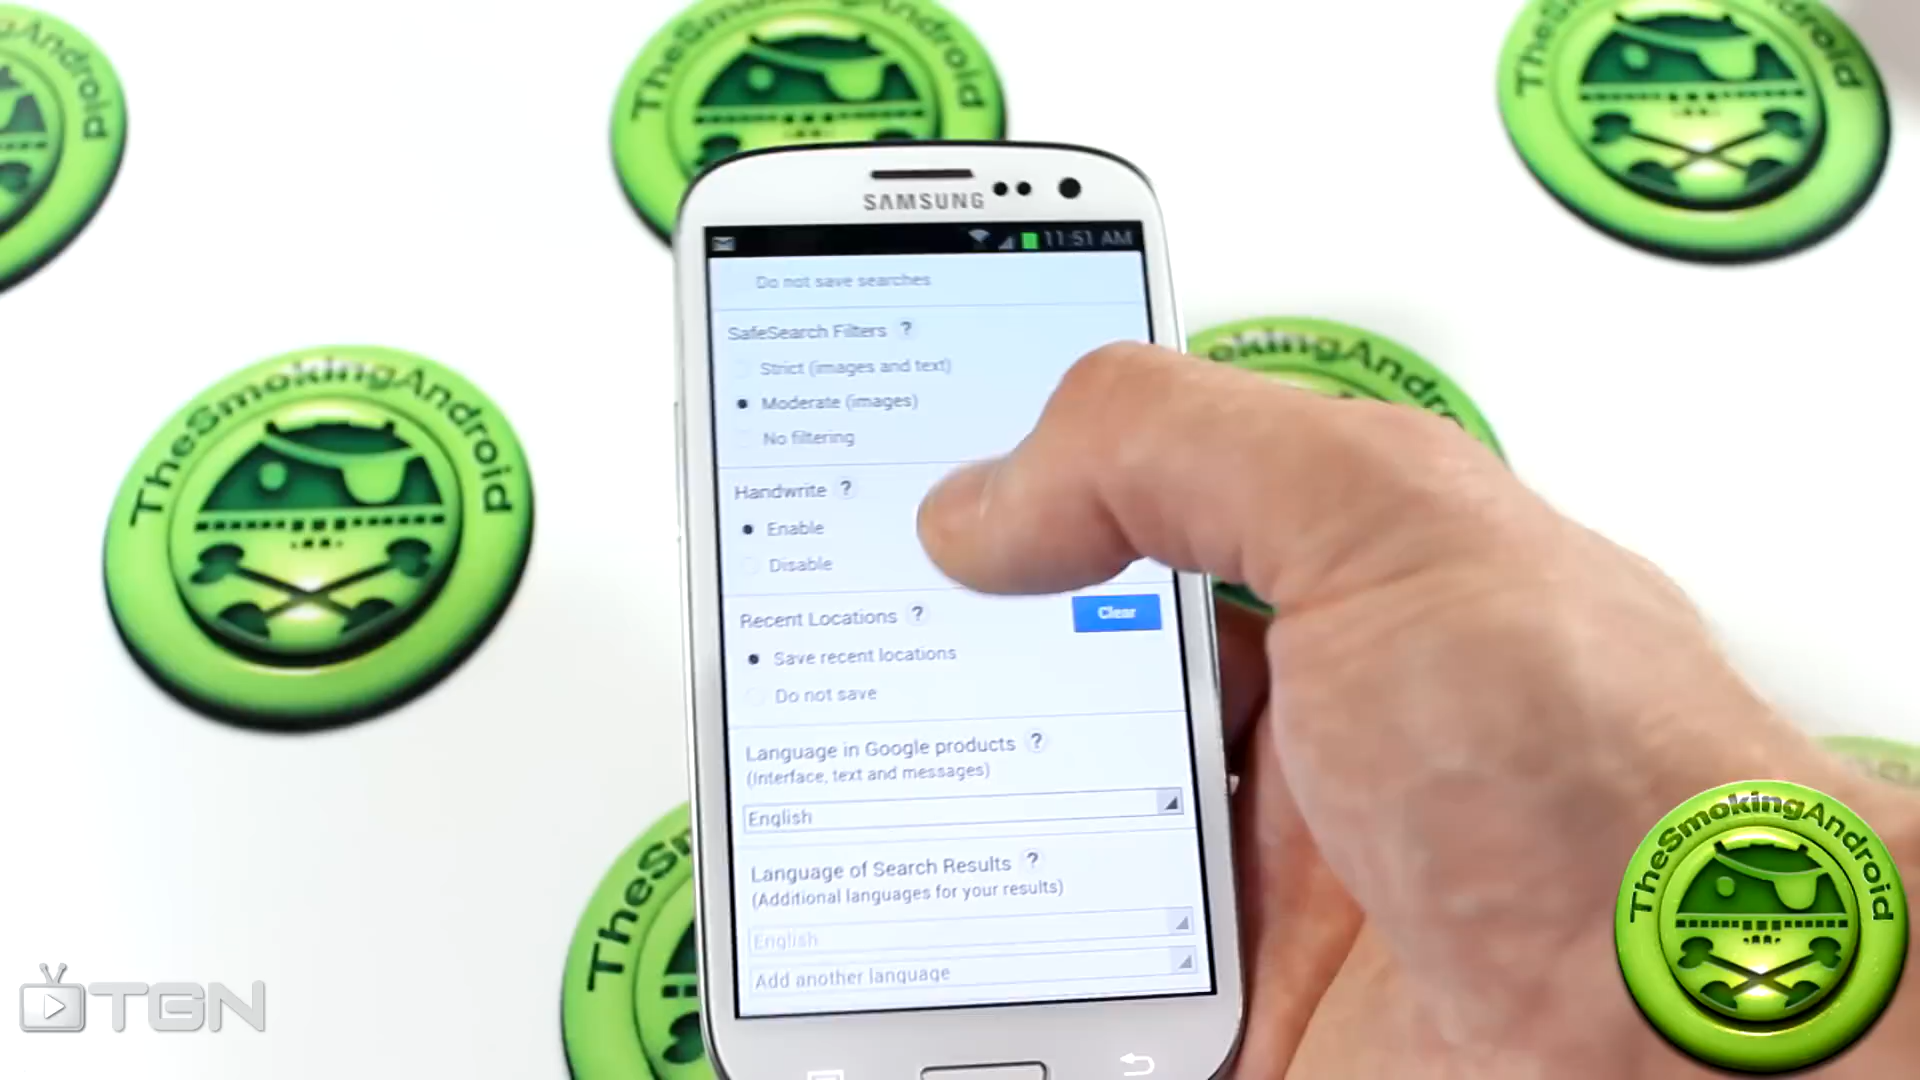 TheSmokingAndroid
TheSmokingAndroid
Android
SAMSUNG
11:51 AM
Do not save searches
SafeSearch Filters ?
Strict (images and text)
Moderate (images)
No filtering
Handwrite ?
Enable
Disable
Recent Locations ?
Clear
Save recent locations
Do not save
Language in Google products ?
(Interface, text and messages)
English
Language of Search Results ?
(Additional languages for your results)
English
Add another language
TheSmokingAndroid
TheSmokingAndroid
TGN